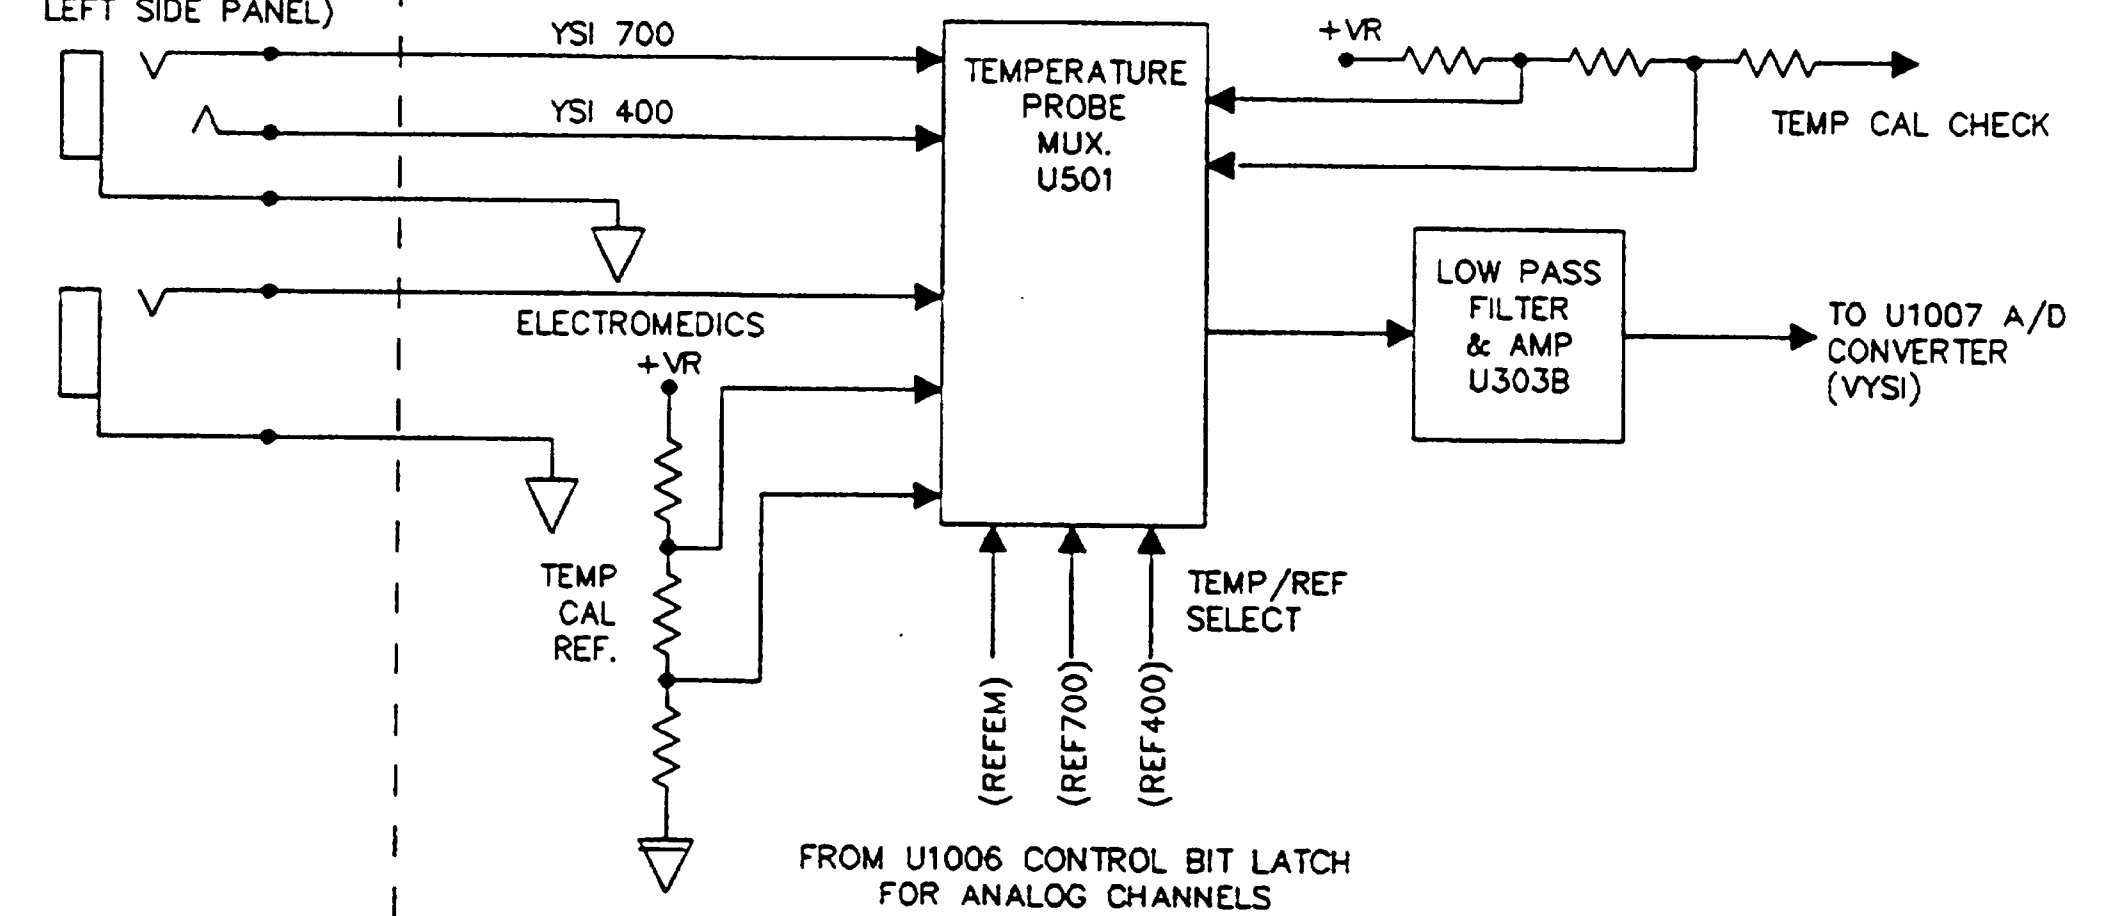 LEFT SIDE PANEL)
YSI 700
YSI 400
TEMPERATURE
PROBE
MUX.
U501
+VR
TEMP CAL CHECK
ELECTROMEDICS
+VR
LOW PASS
FILTER
& AMP
U303B
TO U1007 A/D
CONVERTER
(VYSI)
TEMP
CAL
REF.
TEMP/REF
SELECT
(REFEM)
(REF700)
(REF400)
FROM U1006 CONTROL BIT LATCH
FOR ANALOG CHANNELS